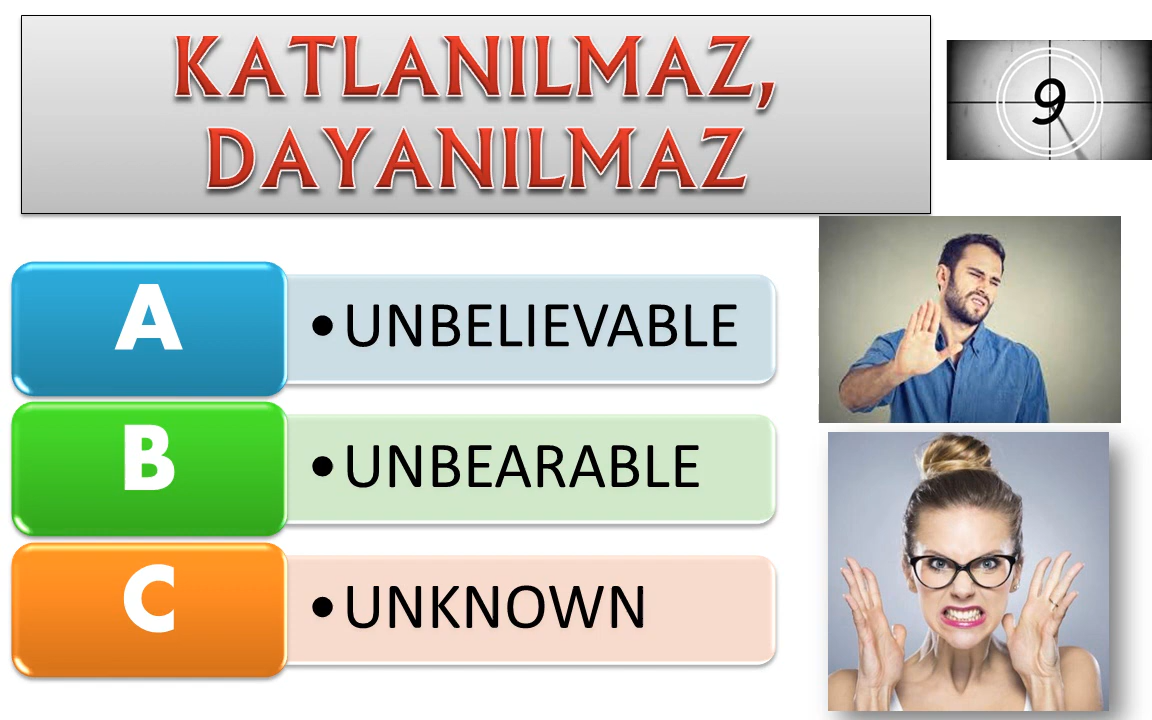 KATLANILMAZ,
DAYANILMAZ
9
A
• UNBELIEVABLE
B
• UNBEARABLE
C
• UNKNOWN